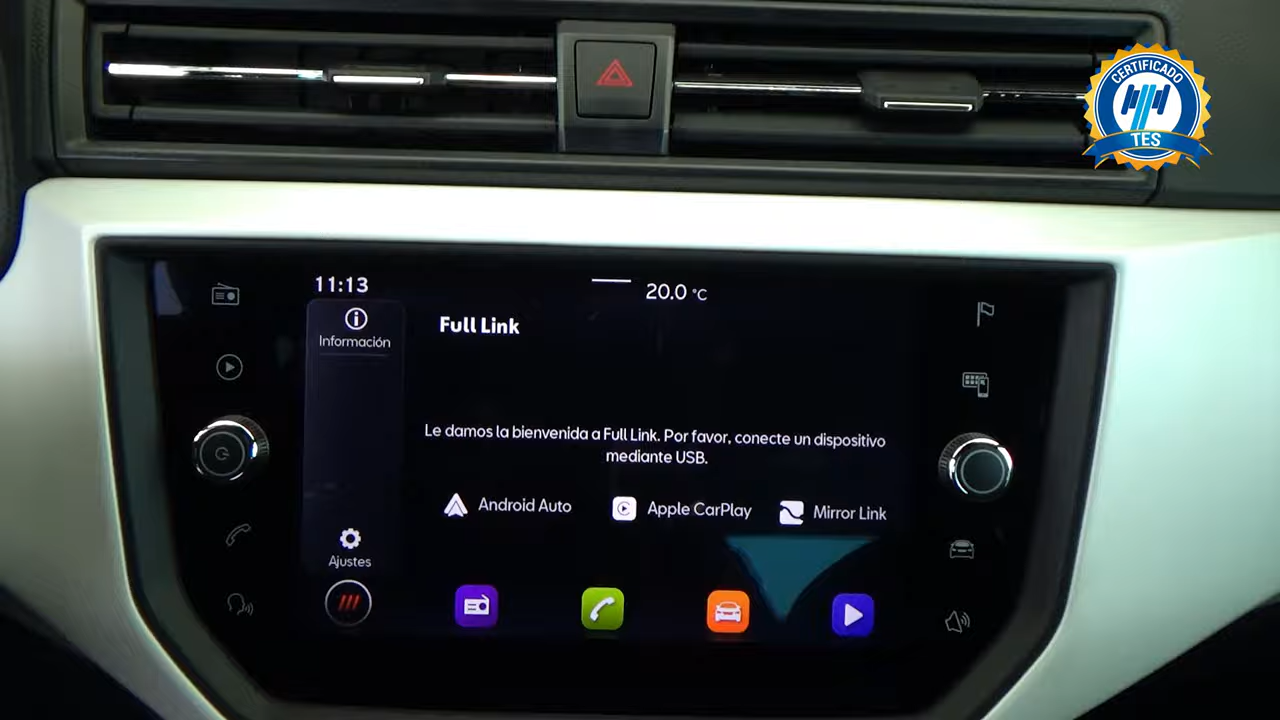 CERTIFICADO
TES
11:13
20.0 °C
Información
Full Link
Le damos la bienvenida a Full Link. Por favor, conecte un dispositivo
mediante USB.
Android Auto
Apple CarPlay
Mirror Link
Ajustes